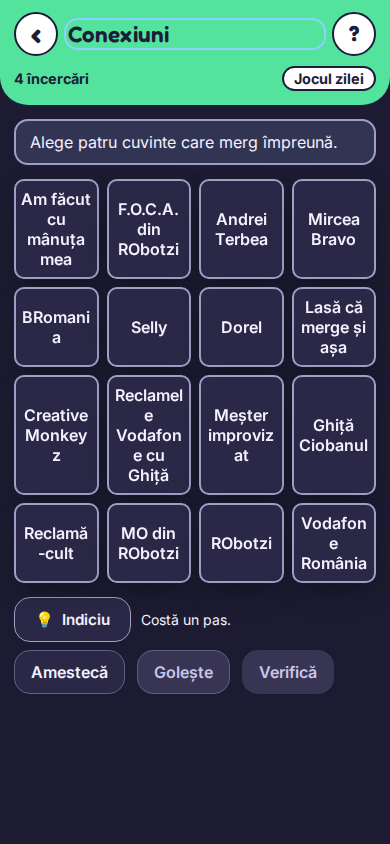 Conexiuni
?
4 încercări
Jocul zilei
Alege patru cuvinte care merg împreună.
Am făcut
cu
mânuța
mea
F.O.C.A.
din
RObotzi
Andrei
Terbea
Mircea
Bravo
BRomani
a
Selly
Dorel
Lasă că
merge și
așa
Creative
Monkey
z
Reclamel
e
Vodafon
e cu
Ghiță
Meșter
improviz
at
Ghiță
Ciobanul
Reclamă
-cult
MO din
RObotzi
RObotzi
Vodafon
e
România
Indiciu
Costă un pas.
Amestecă
Golește
Verifică